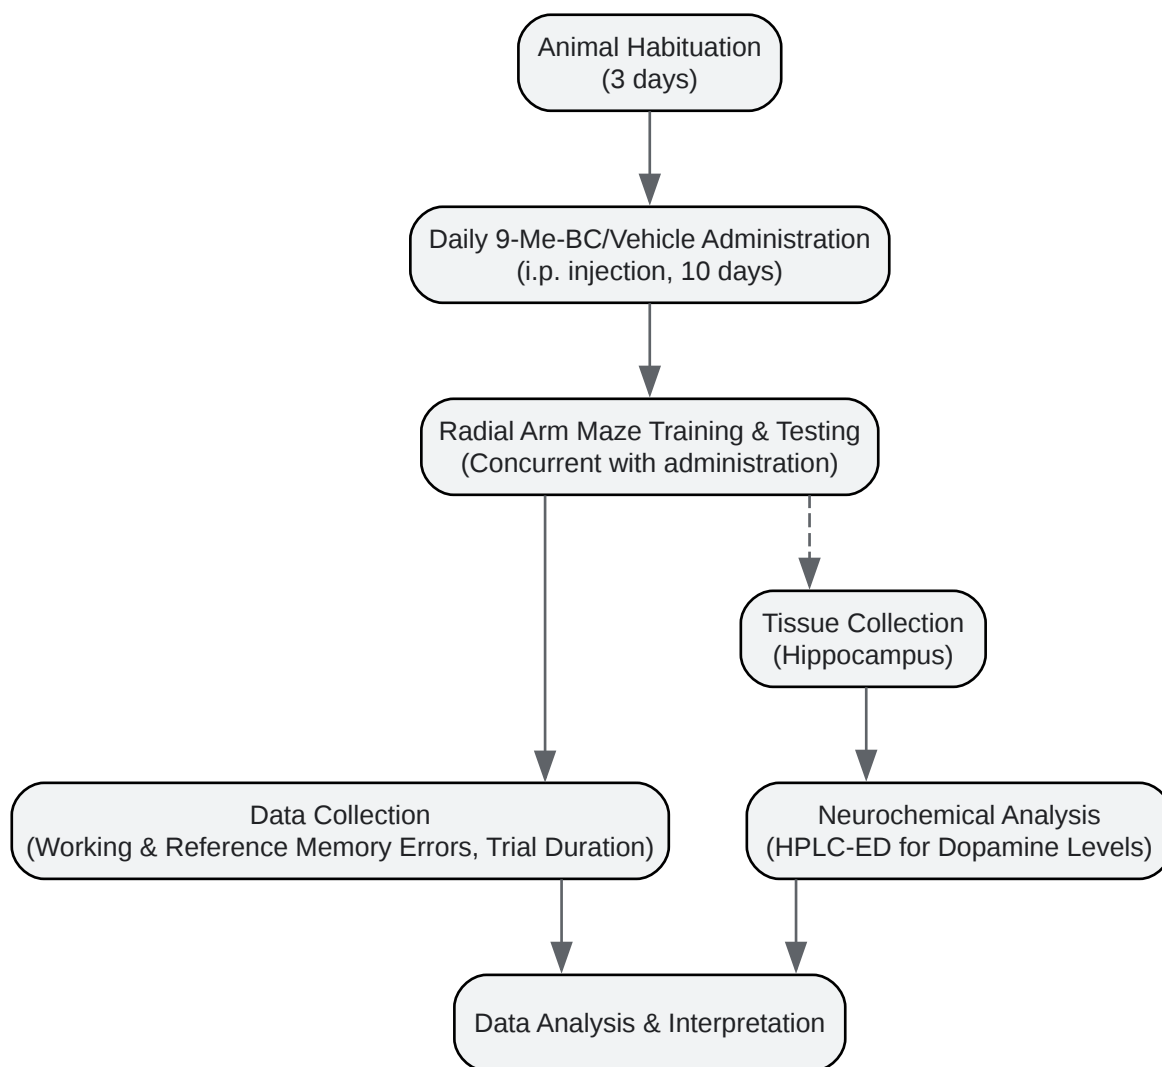 Animal Habituation
(3 days)
Daily 9-Me-BC/Vehicle Administration
(i.p. injection, 10 days)
Radial Arm Maze Training & Testing
(Concurrent with administration)
Tissue Collection
(Hippocampus)
Data Collection
(Working & Reference Memory Errors, Trial Duration)
Neurochemical Analysis
(HPLC-ED for Dopamine Levels)
Data Analysis & Interpretation